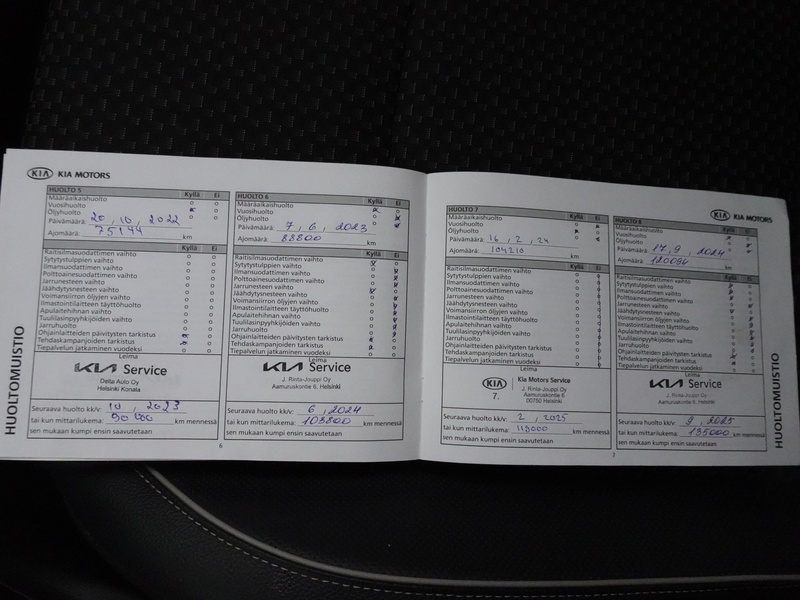 KIA KIA MOTORS
HUOLTO 5 Kyllä Ei
Määräaikaishuolto
Vuosihuolto
Öljyhuolto
Päivämäärä: 20, 10, 2022
Ajomäärä: 75144 km
Kyllä Ei
Raitisilmasuodattimen vaihto
Sytytystulppien vaihto
Ilmansuodattimen vaihto
Polttoainesuodattimen vaihto
Jarrunesteen vaihto
Jäähdytysnesteen vaihto
Voimansiirron öljyjen vaihto
Ilmastointilaitteen täyttöhuolto
Apulaitehihnan vaihto
Tuulilasinpyyhkijöiden vaihto
Jarruhuolto
Ohjainlaitteiden päivitysten tarkistus
Tehdaskampanjoiden tarkistus
Tiepalvelun jatkaminen vuodeksi
Leima
KIA Service
Delta Auto Oy
Helsinki Konala
Seuraava huolto kk/v: 10, 2023
tai kun mittarilukema: 90 000 km mennessä
sen mukaan kumpi ensin saavutetaan
HUOLTOMUISTIO
6
HUOLTO 6 Kyllä Ei
Määräaikaishuolto
Vuosihuolto
Öljyhuolto
Päivämäärä: 7, 6, 2023
Ajomäärä: 88800 km
Kyllä Ei
Raitisilmasuodattimen vaihto
Sytytystulppien vaihto
Ilmansuodattimen vaihto
Polttoainesuodattimen vaihto
Jarrunesteen vaihto
Jäähdytysnesteen vaihto
Voimansiirron öljyjen vaihto
Ilmastointilaitteen täyttöhuolto
Apulaitehihnan vaihto
Tuulilasinpyyhkijöiden vaihto
Jarruhuolto
Ohjainlaitteiden päivitysten tarkistus
Tehdaskampanjoiden tarkistus
Tiepalvelun jatkaminen vuodeksi
Leima
KIA Service
J. Rinta-Jouppi Oy
Aamuruskontie 6, Helsinki
Seuraava huolto kk/v: 6, 2024
tai kun mittarilukema: 103800 km mennessä
sen mukaan kumpi ensin saavutetaan
HUOLTO 7 Kyllä Ei
Määräaikaishuolto
Vuosihuolto
Öljyhuolto
Päivämäärä: 16, 2, 24
Ajomäärä: 104210 km
Kyllä Ei
Raitisilmasuodattimen vaihto
Sytytystulppien vaihto
Ilmansuodattimen vaihto
Polttoainesuodattimen vaihto
Jarrunesteen vaihto
Jäähdytysnesteen vaihto
Voimansiirron öljyjen vaihto
Ilmastointilaitteen täyttöhuolto
Apulaitehihnan vaihto
Tuulilasinpyyhkijöiden vaihto
Jarruhuolto
Ohjainlaitteiden päivitysten tarkistus
Tehdaskampanjoiden tarkistus
Tiepalvelun jatkaminen vuodeksi
Leima
KIA Kia Motors Service
J. Rinta-Jouppi Oy
7. Aamuruskontie 8
00750 Helsinki
Seuraava huolto kk/v: 2, 2025
tai kun mittarilukema: km mennessä
sen mukaan kumpi ensin saavutetaan
7
KIA KIA MOTORS
HUOLTO 8 Kyllä Ei
Määräaikaishuolto
Vuosihuolto
Öljyhuolto
Päivämäärä: 17, 9, 2024
Ajomäärä: km
Kyllä Ei
Raitisilmasuodattimen vaihto
Sytytystulppien vaihto
Ilmansuodattimen vaihto
Polttoainesuodattimen vaihto
Jarrunesteen vaihto
Jäähdytysnesteen vaihto
Voimansiirron öljyjen vaihto
Ilmastointilaitteen täyttöhuolto
Apulaitehihnan vaihto
Tuulilasinpyyhkijöiden vaihto
Jarruhuolto
Ohjainlaitteiden päivitysten tarkistus
Tehdaskampanjoiden tarkistus
Tiepalvelun jatkaminen vuodeksi
Leima
KIA Service
J. Rinta-Jouppi Oy
Aamuruskontie 6, Helsinki
Seuraava huolto kk/v: 9, 2025
tai kun mittarilukema: 135000 km mennessä
sen mukaan kumpi ensin saavutetaan
HUOLTOMUISTIO